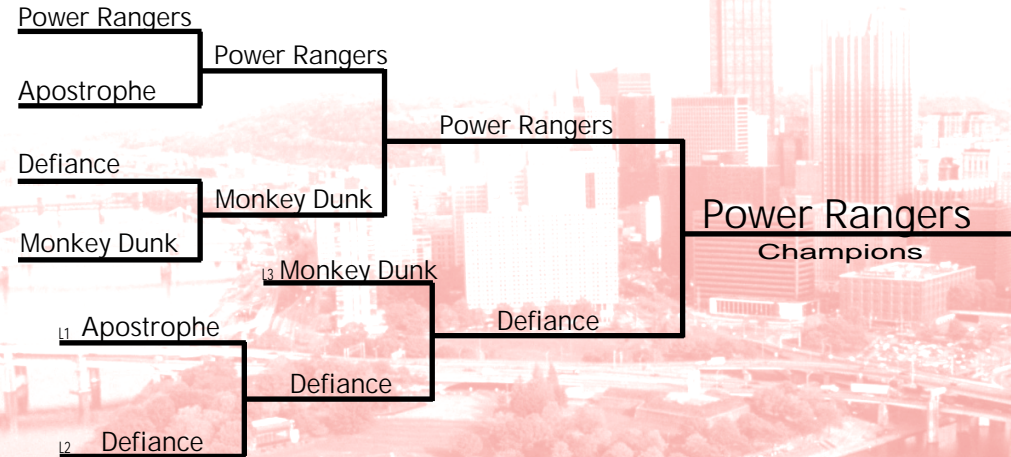 Power Rangers
Power Rangers
Apostrophe
Power Rangers
Defiance
Monkey Dunk
Monkey Dunk
Power Rangers
Champions
L3 Monkey Dunk
L1 Apostrophe
Defiance
Defiance
L2 Defiance